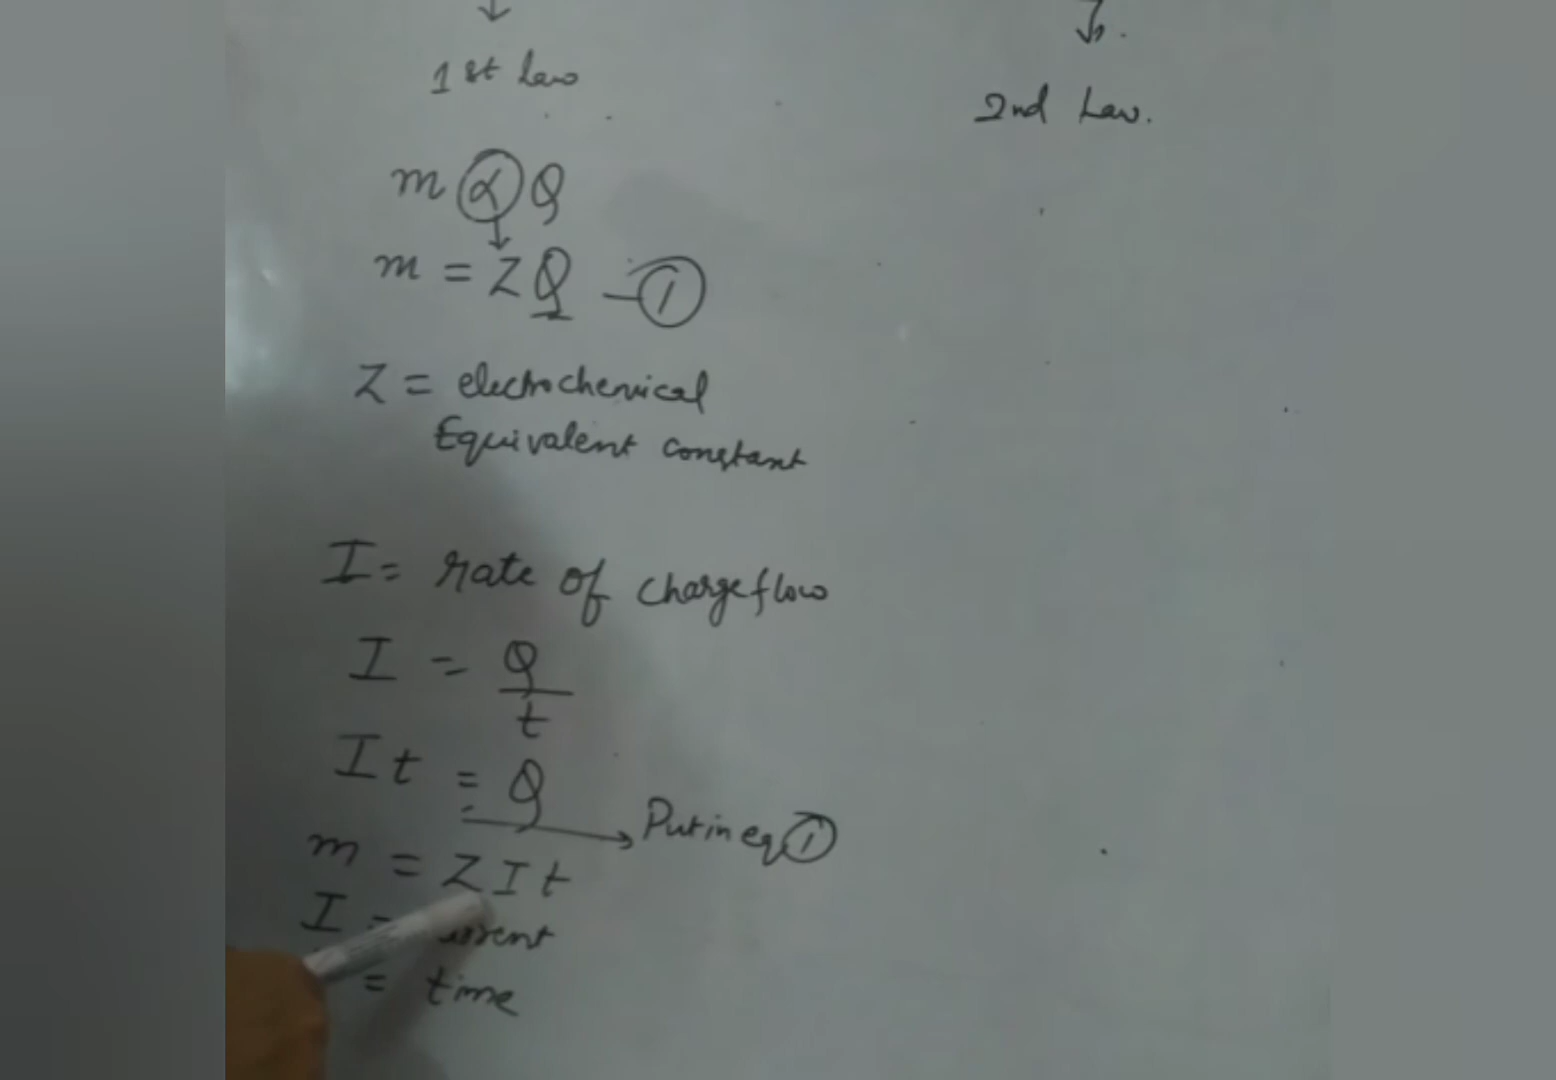 1st Law
2nd Law.
m α Q
m = ZQ — ①
Z = electrochemical
Equivalent constant
I = rate of charge flow
I = Q
t
It = Q
Put in eq ①
m = ZIt
I =
= time